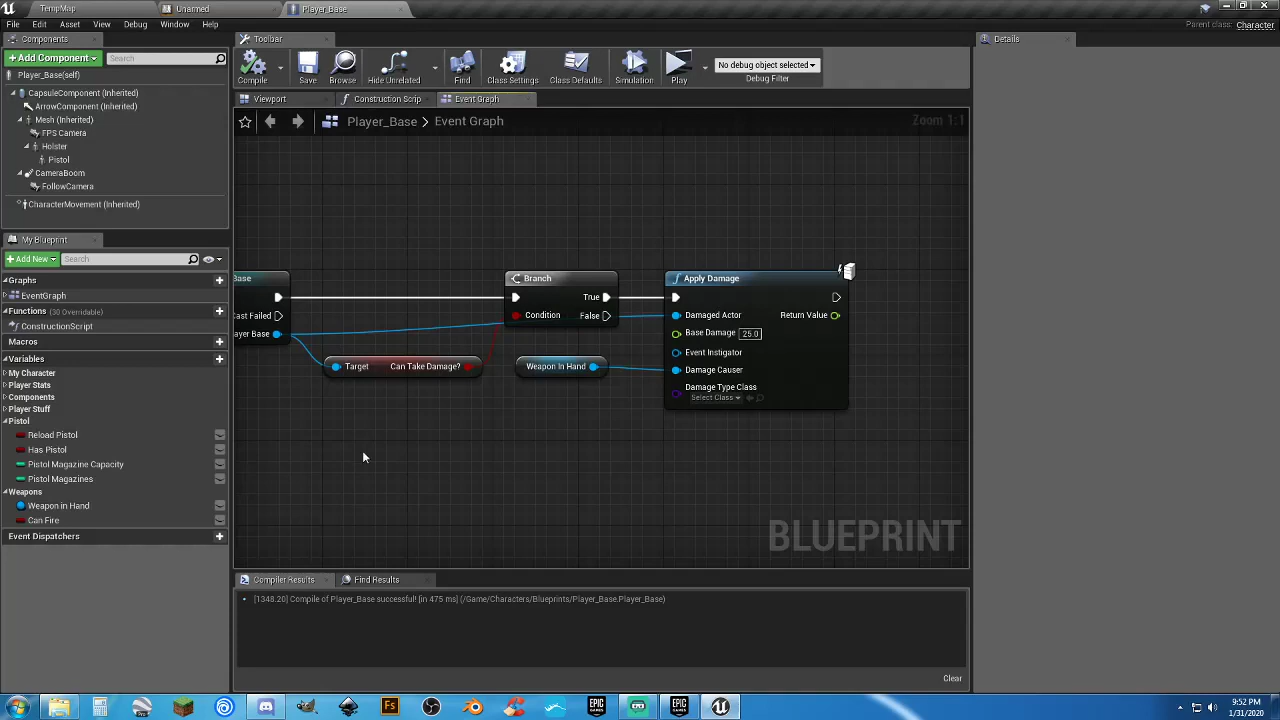 TempMap
Unarmed
Player_Base
File
Edit
Asset
View
Debug
Window
Help
Parent class: Character
Components
+Add Component
Search
Player_Base(self)
CapsuleComponent (Inherited)
ArrowComponent (Inherited)
Mesh (Inherited)
FPS Camera
Holster
Pistol
CameraBoom
FollowCamera
CharacterMovement (Inherited)
My Blueprint
+Add New
Search
Graphs
EventGraph
Functions (30 Overridable)
ConstructionScript
Macros
Variables
My Character
Player Stats
Components
Player Stuff
Pistol
Reload Pistol
Has Pistol
Pistol Magazine Capacity
Pistol Magazines
Weapons
Weapon in Hand
Can Fire
Event Dispatchers
Toolbar
Compile
Save
Browse
Hide Unrelated
Find
Class Settings
Class Defaults
Simulation
Play
No debug object selected
Debug Filter
Viewport
Construction Scrip
Event Graph
Player_Base > Event Graph
Zoom 1:1
Base
Cast Failed
layer Base
Target
Can Take Damage?
Branch
True
Condition
False
Weapon In Hand
Apply Damage
Damaged Actor
Return Value
Base Damage 25.0
Event Instigator
Damage Causer
Damage Type Class
Select Class
BLUEPRINT
Compiler Results
Find Results
[1348.20] Compile of Player_Base successful! [in 475 ms] (/Game/Characters/Blueprints/Player_Base.Player_Base)
Clear
Details
Pro
Fs
EPIC GAMES
EPIC GAMES
9:52 PM
1/31/2020